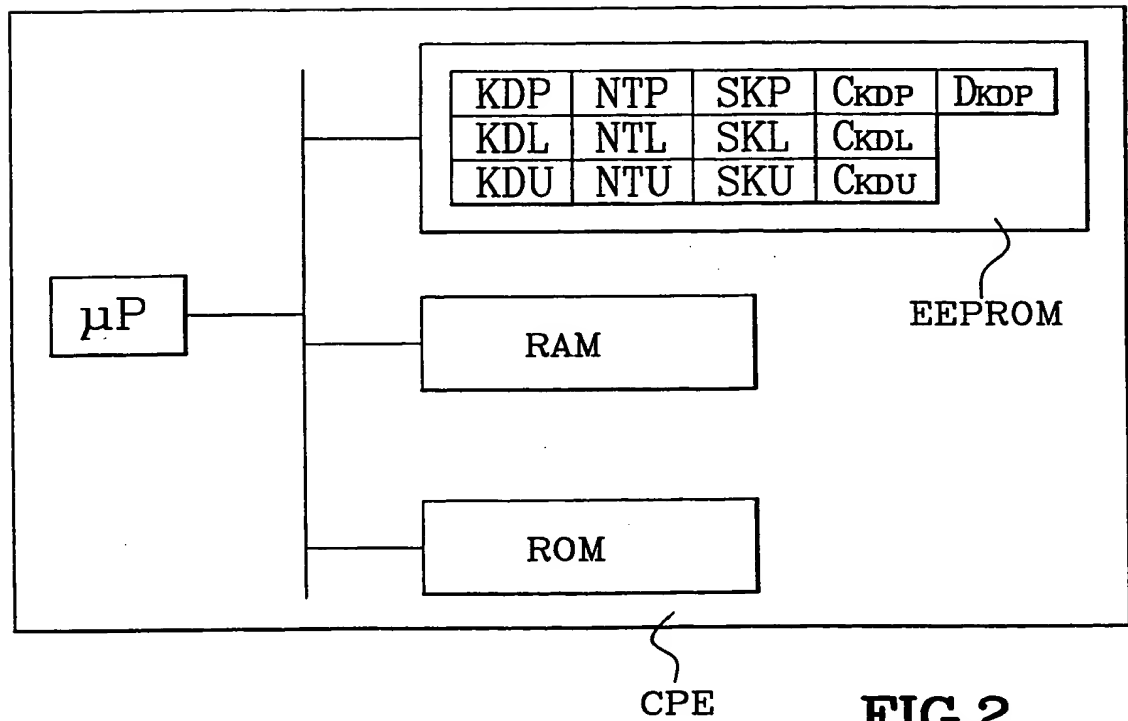 KDP NTP SKP CKDP DKDP
KDL NTL SKL CKDL
KDU NTU SKU CKDU
µP
EEPROM
RAM
ROM
CPE
FIG.2